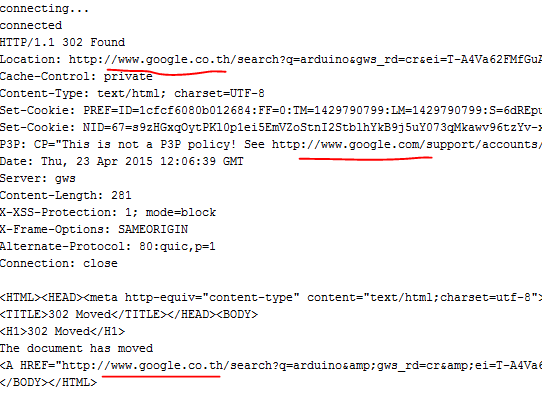 connecting...
connected
HTTP/1.1 302 Found
Location: http://www.google.co.th/search?q=arduino&gws_rd=cr&ei=T-A4Va62FMfGuA
Cache-Control: private
Content-Type: text/html; charset=UTF-8
Set-Cookie: PREF=ID=1cfcf6080b012684:FF=0:TM=1429790799:LM=1429790799:S=6dREpu
Set-Cookie: NID=67=s9zHGxqOytPKl0p1ei5EmVZoStnI2StblhYkB9j5uY073qMkawv96tzYv-x
P3P: CP="This is not a P3P policy! See http://www.google.com/support/accounts/
Date: Thu, 23 Apr 2015 12:06:39 GMT
Server: gws
Content-Length: 281
X-XSS-Protection: 1; mode=block
X-Frame-Options: SAMEORIGIN
Alternate-Protocol: 80:quic,p=1
Connection: close
<HTML><HEAD><meta http-equiv="content-type" content="text/html;charset=utf-8">
<TITLE>302 Moved</TITLE></HEAD><BODY>
<H1>302 Moved</H1>
The document has moved
<A HREF="http://www.google.co.th/search?q=arduino&amp;gws_rd=cr&amp;ei=T-A4Va6
</BODY></HTML>